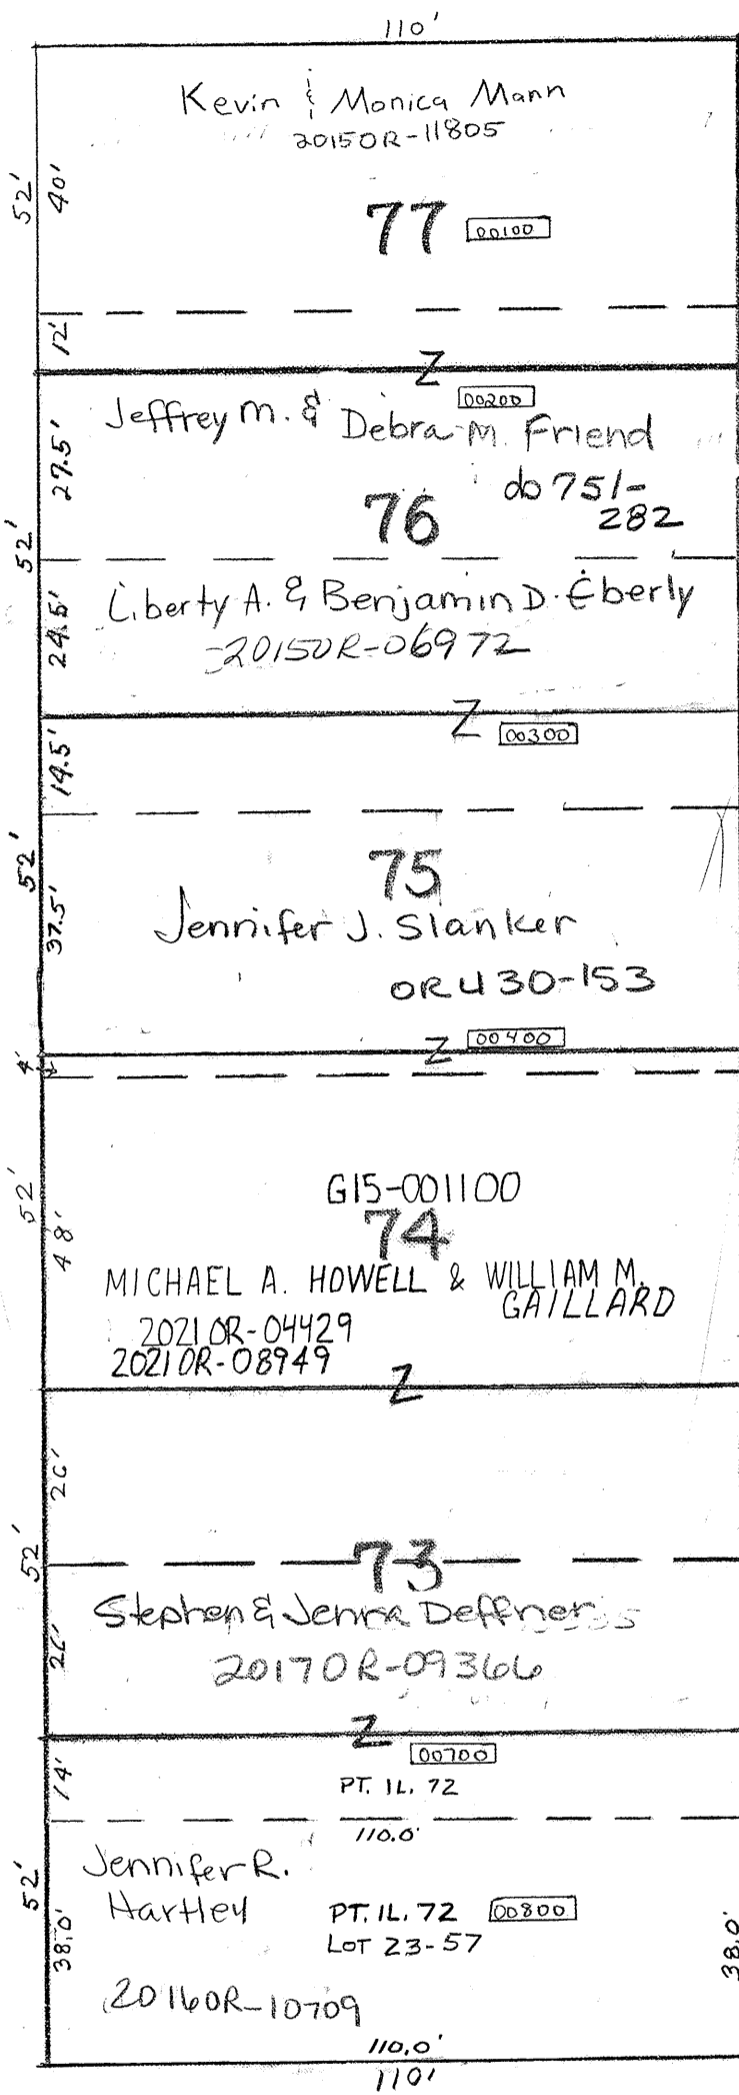 110'
Kevin & Monica Mann
2015OR-11805
52'
40'
77
00100
12'
Z
00200
Jeffrey M. & Debra M. Friend
27.5'
do 751-
282
76
52'
Liberty A. & Benjamin D. Eberly
24.5'
2015OR-06972
Z
00300
14.5'
52'
75
37.5'
Jennifer J. Slanker
OR430-153
00400
Z
4'
G15-001100
52'
74
48'
MICHAEL A. HOWELL & WILLIAM M.
GAILLARD
2021OR-04429
2021OR-08949
Z
26'
52'
73
Stephen & Jenna Deffner
26'
2017OR-09366
Z
00700
14'
PT. IL. 72
110.0'
Jennifer R.
Hartley
52'
38.0'
PT. IL. 72
00800
LOT 23-57
38.0'
2016OR-10709
110.0'
110'